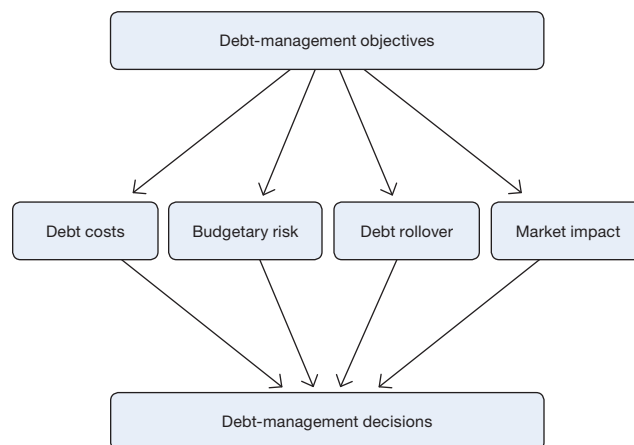 Debt-management objectives
Debt costs
Budgetary risk
Debt rollover
Market impact
Debt-management decisions